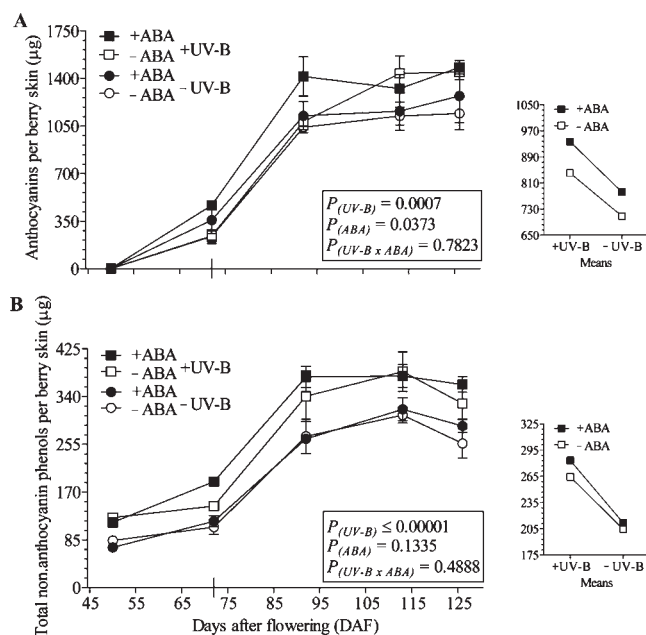 A
Anthocyanins per berry skin (µg)
1750
1400
1050
700
350
0
+ABA
−ABA
+UV-B
+ABA
−ABA
−UV-B
P(UV-B) = 0.0007
P(ABA) = 0.0373
P(UV-B x ABA) = 0.7823
1050
970
890
810
730
650
+ABA
−ABA
+UV-B
−UV-B
Means
B
Total non.anthocyanin phenols per berry skin (µg)
425
340
255
170
85
0
+ABA
−ABA
+UV-B
+ABA
−ABA
−UV-B
P(UV-B) ≤ 0.00001
P(ABA) = 0.1335
P(UV-B x ABA) = 0.4888
45 55 65 75 85 95 105 115 125
Days after flowering (DAF)
325
295
265
235
205
175
+ABA
−ABA
+UV-B
−UV-B
Means